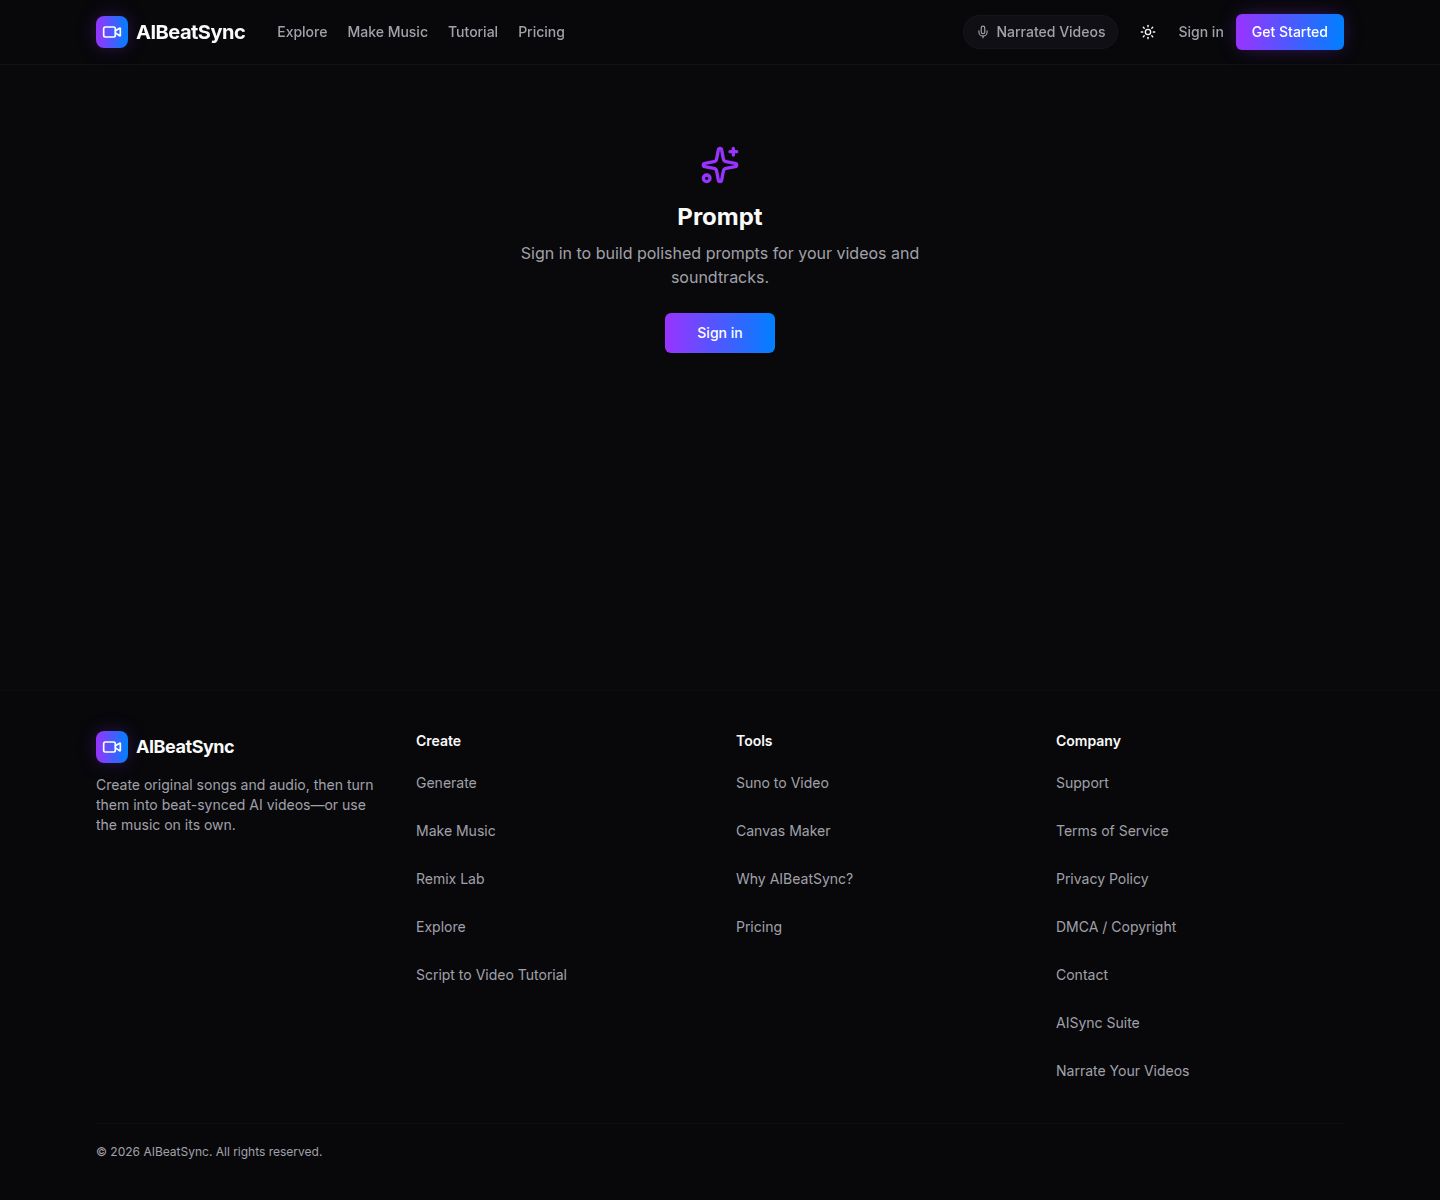 AIBeatSync
Explore
Make Music
Tutorial
Pricing
Narrated Videos
Sign in
Get Started
Prompt
Sign in to build polished prompts for your videos and
soundtracks.
Sign in
AIBeatSync
Create original songs and audio, then turn
them into beat-synced AI videos—or use
the music on its own.
Create
Generate
Make Music
Remix Lab
Explore
Script to Video Tutorial
Tools
Suno to Video
Canvas Maker
Why AIBeatSync?
Pricing
Company
Support
Terms of Service
Privacy Policy
DMCA / Copyright
Contact
AISync Suite
Narrate Your Videos
© 2026 AIBeatSync. All rights reserved.